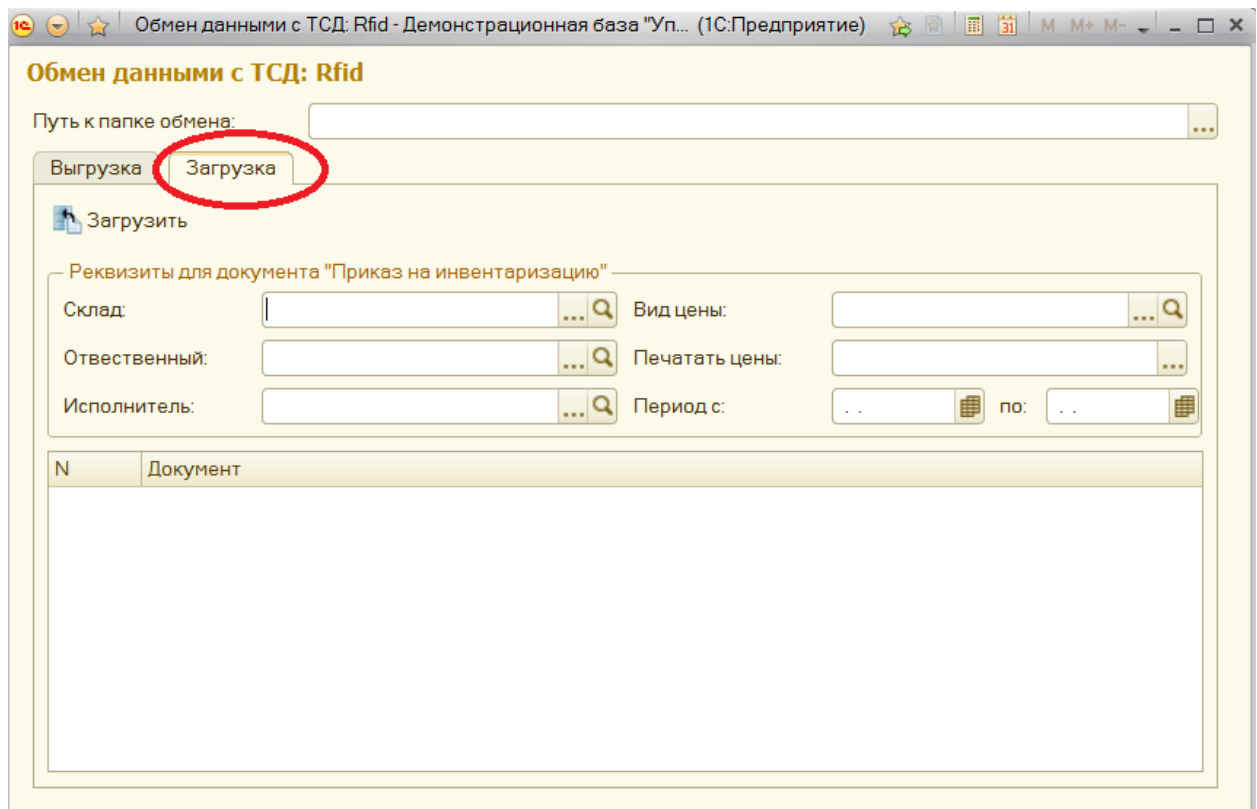 Обмен данными с ТСД: Rfid - Демонстрационная база "Уп... (1С:Предприятие) 31 M M+ M-
Обмен данными с ТСД: Rfid
Путь к папке обмена: ...
Выгрузка Загрузка
Загрузить
Реквизиты для документа "Приказ на инвентаризацию"
Склад: ... Вид цены: ...
Отвественный: ... Печатать цены: ...
Исполнитель: ... Период с: . . по: . .
N Документ